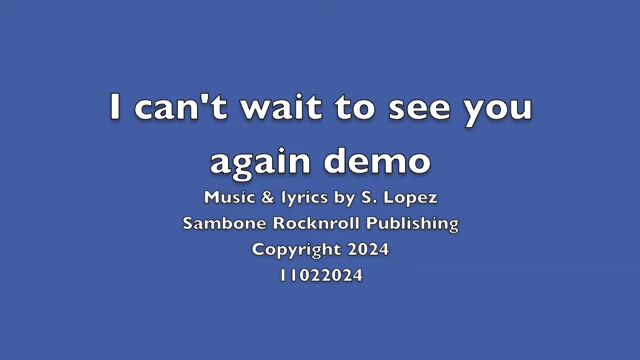 I can't wait to see you
again demo
Music & lyrics by S. Lopez
Sambone Rocknroll Publishing
Copyright 2024
11022024